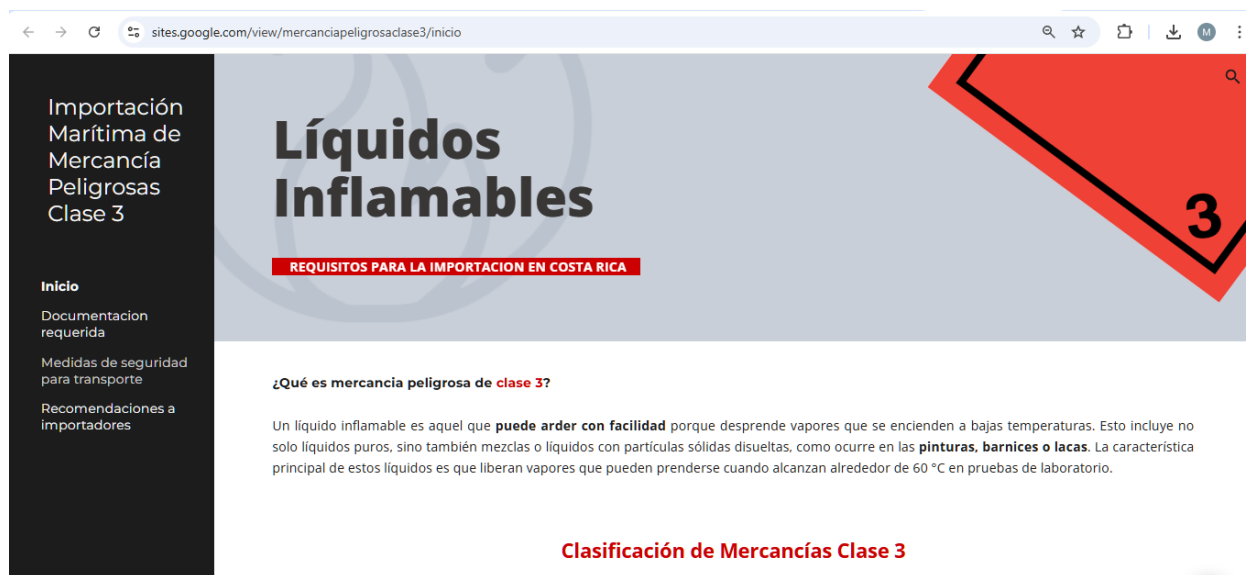 sites.google.com/view/mercanciapeligrosaclase3/inicio
M
Importación
Marítima de
Mercancía
Peligrosas
Clase 3
Inicio
Documentacion
requerida
Medidas de seguridad
para transporte
Recomendaciones a
importadores
Líquidos
Inflamables
REQUISITOS PARA LA IMPORTACION EN COSTA RICA
3
¿Qué es mercancia peligrosa de clase 3?
Un líquido inflamable es aquel que puede arder con facilidad porque desprende vapores que se encienden a bajas temperaturas. Esto incluye no
solo líquidos puros, sino también mezclas o líquidos con partículas sólidas disueltas, como ocurre en las pinturas, barnices o lacas. La característica
principal de estos líquidos es que liberan vapores que pueden prenderse cuando alcanzan alrededor de 60 °C en pruebas de laboratorio.
Clasificación de Mercancías Clase 3